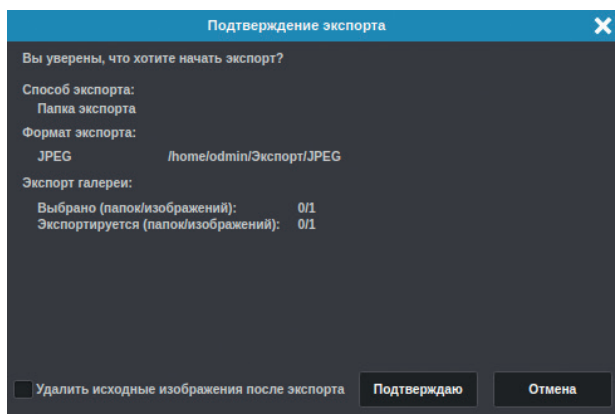 Подтверждение экспорта
Вы уверены, что хотите начать экспорт?
Способ экспорта:
Папка экспорта
Формат экспорта:
JPEG /home/odmin/Экспорт/JPEG
Экспорт галереи:
Выбрано (папок/изображений): 0/1
Экспортируется (папок/изображений): 0/1
Удалить исходные изображения после экспорта Подтверждаю Отмена